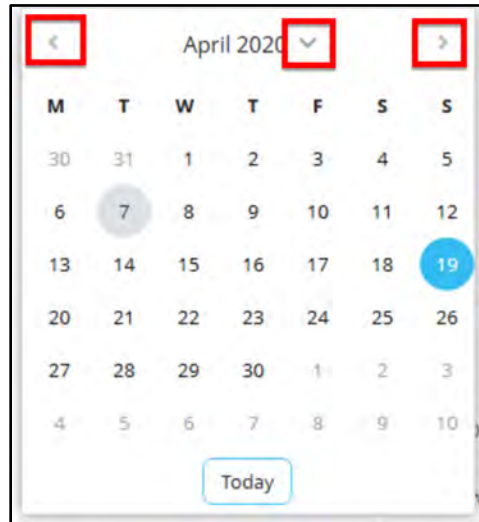 April 2020
M T W T F S S
30 31 1 2 3 4 5
6 7 8 9 10 11 12
13 14 15 16 17 18 19
20 21 22 23 24 25 26
27 28 29 30 1 2 3
4 5 6 7 8 9 10
Today